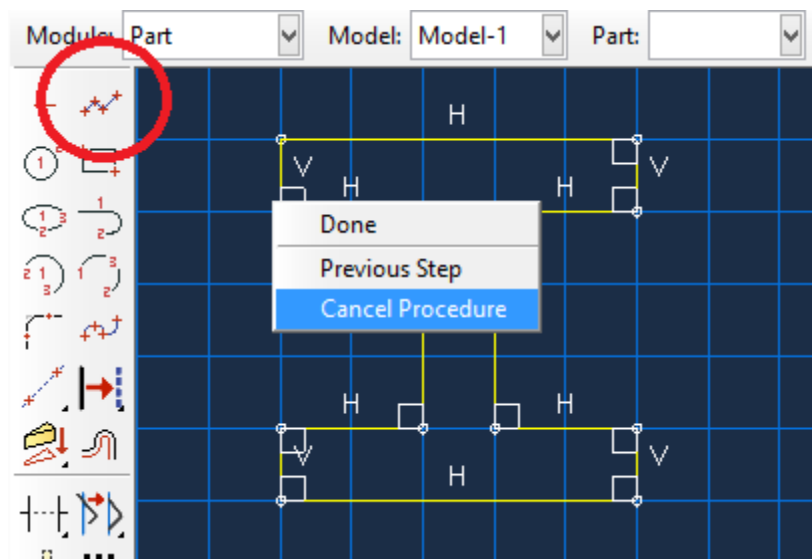 Module: Part Model: Model-1 Part:
H
V V
H H
Done
Previous Step
Cancel Procedure
H H
V V
H